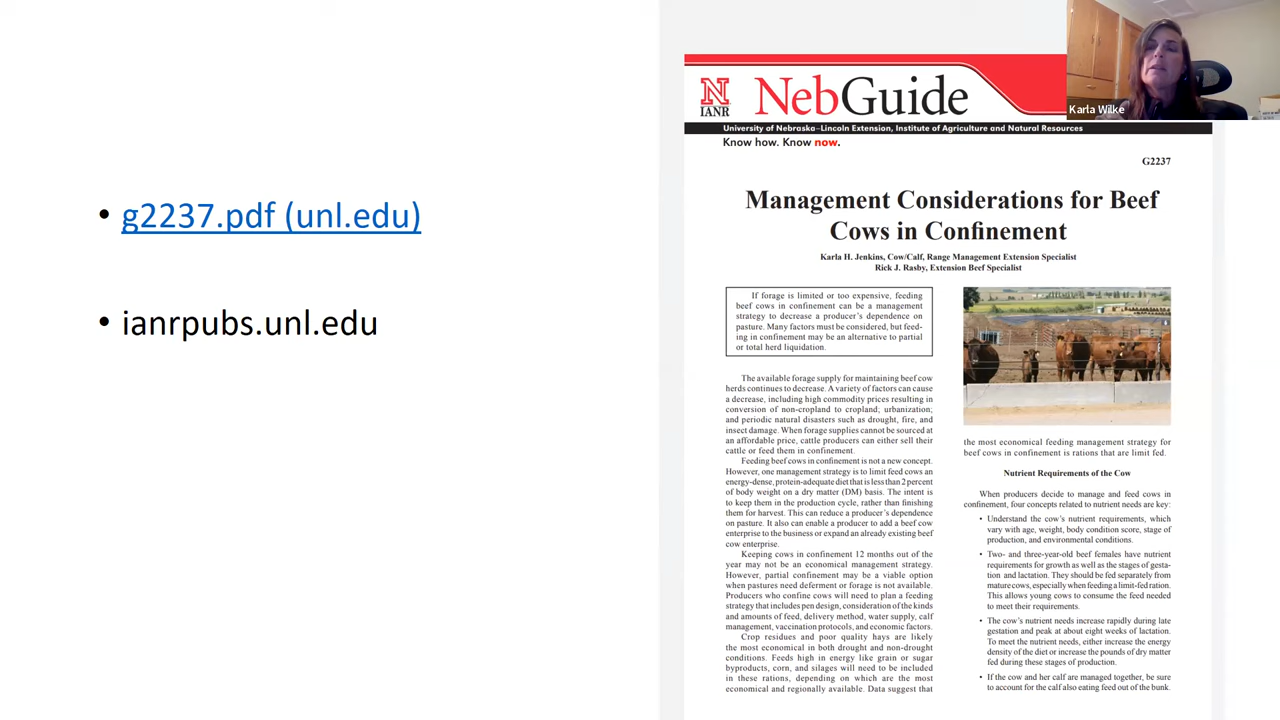 • g2237.pdf (unl.edu)
• ianrpubs.unl.edu
Karla Wilke
N
IANR
NebGuide
University of Nebraska–Lincoln Extension, Institute of Agriculture and Natural Resources
Know how. Know now.
G2237
Management Considerations for Beef
Cows in Confinement
Karla H. Jenkins, Cow/Calf, Range Management Extension Specialist
Rick J. Rasby, Extension Beef Specialist
If forage is limited or too expensive, feeding
beef cows in confinement can be a management
strategy to decrease a producer's dependence on
pasture. Many factors must be considered, but feed-
ing in confinement may be an alternative to partial
or total herd liquidation.
The available forage supply for maintaining beef cow
herds continues to decrease. A variety of factors can cause
a decrease, including high commodity prices resulting in
conversion of non-cropland to cropland; urbanization;
and periodic natural disasters such as drought, fire, and
insect damage. When forage supplies cannot be sourced at
an affordable price, cattle producers can either sell their
cattle or feed them in confinement.
Feeding beef cows in confinement is not a new concept.
However, one management strategy is to limit feed cows an
energy-dense, protein-adequate diet that is less than 2 percent
of body weight on a dry matter (DM) basis. The intent is
to keep them in the production cycle, rather than finishing
them for harvest. This can reduce a producer's dependence
on pasture. It also can enable a producer to add a beef cow
enterprise to the business or expand an already existing beef
cow enterprise.
Keeping cows in confinement 12 months out of the
year may not be an economical management strategy.
However, partial confinement may be a viable option
when pastures need deferment or forage is not available.
Producers who confine cows will need to plan a feeding
strategy that includes pen design, consideration of the kinds
and amounts of feed, delivery method, water supply, calf
management, vaccination protocols, and economic factors.
Crop residues and poor quality hays are likely
the most economical in both drought and non-drought
conditions. Feeds high in energy like grain or sugar
byproducts, corn, and silages will need to be included
in these rations, depending on which are the most
economical and regionally available. Data suggest that
the most economical feeding management strategy for
beef cows in confinement is rations that are limit fed.
Nutrient Requirements of the Cow
When producers decide to manage and feed cows in
confinement, four concepts related to nutrient needs are key:
• Understand the cow's nutrient requirements, which
vary with age, weight, body condition score, stage of
production, and environmental conditions.
• Two- and three-year-old beef females have nutrient
requirements for growth as well as the stages of gesta-
tion and lactation. They should be fed separately from
mature cows, especially when feeding a limit-fed ration.
This allows young cows to consume the feed needed
to meet their requirements.
• The cow's nutrient needs increase rapidly during late
gestation and peak at about eight weeks of lactation.
To meet the nutrient needs, either increase the energy
density of the diet or increase the pounds of dry matter
fed during these stages of production.
• If the cow and her calf are managed together, be sure
to account for the calf also eating feed out of the bunk.